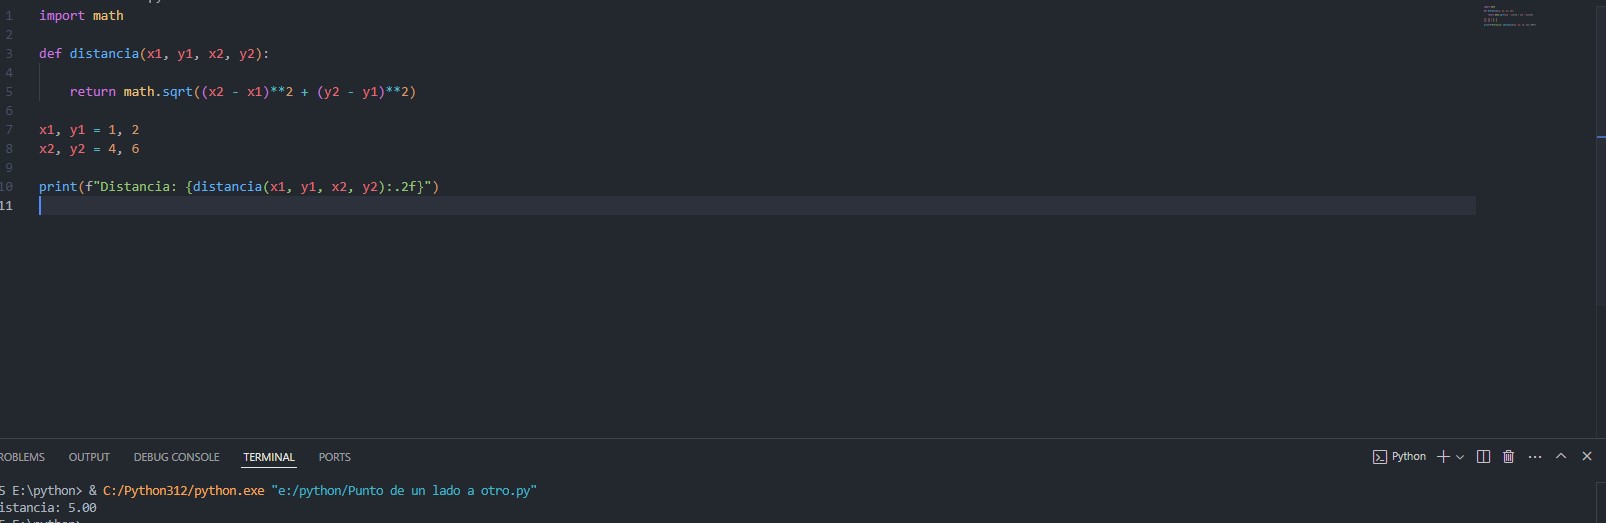 1 import math
2
3 def distancia(x1, y1, x2, y2):
4
5     return math.sqrt((x2 - x1)**2 + (y2 - y1)**2)
6
7 x1, y1 = 1, 2
8 x2, y2 = 4, 6
9
10 print(f"Distancia: {distancia(x1, y1, x2, y2):.2f}")
11
ROBLEMS OUTPUT DEBUG CONSOLE TERMINAL PORTS Python
S E:\python> & C:/Python312/python.exe "e:/python/Punto de un lado a otro.py"
istancia: 5.00